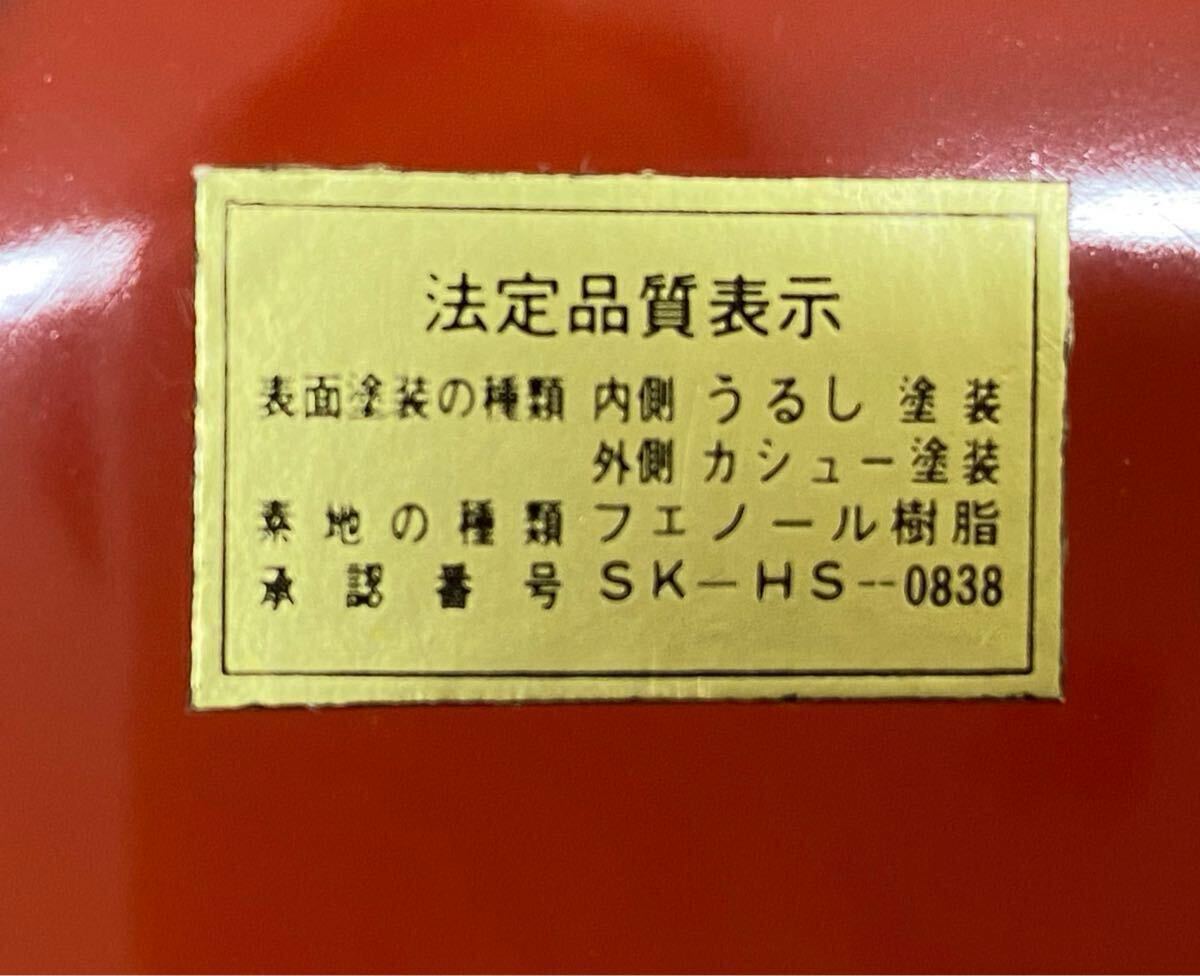 法定品質表示
表面塗装の種類 内側 うるし 塗装
外側 カシュー塗装
素地の種類 フエノール樹脂
承認番号 SK-HS-0838